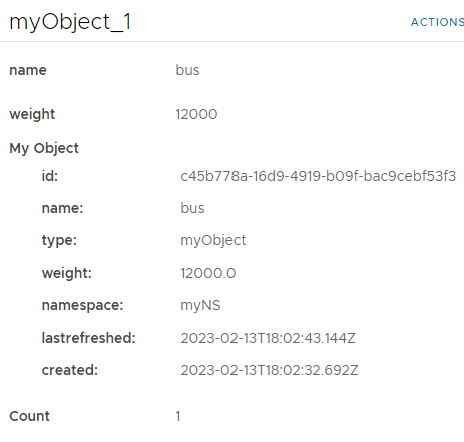 myObject_1 ACTIONS
name bus
weight 12000
My Object
id: c45b778a-16d9-4919-b09f-bac9cebf53f3
name: bus
type: myObject
weight: 12000.0
namespace: myNS
lastrefreshed: 2023-02-13T18:02:43.144Z
created: 2023-02-13T18:02:32.692Z
Count 1